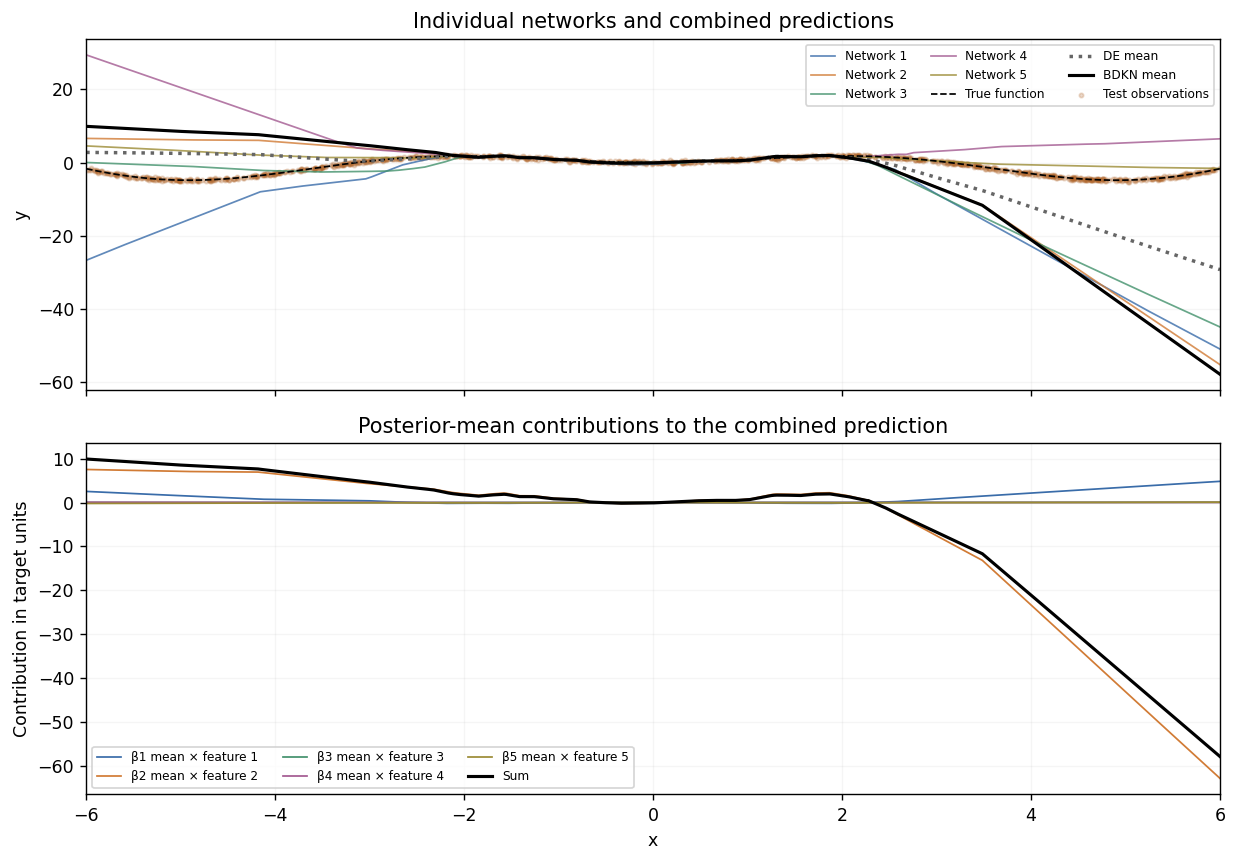 Individual networks and combined predictions
Network 1
Network 2
Network 3
Network 4
Network 5
True function
DE mean
BDKN mean
Test observations
20
0
−20
−40
−60
y
Posterior-mean contributions to the combined prediction
10
0
−10
−20
−30
−40
−50
−60
Contribution in target units
β1 mean × feature 1
β2 mean × feature 2
β3 mean × feature 3
β4 mean × feature 4
β5 mean × feature 5
Sum
−6 −4 −2 0 2 4 6
x